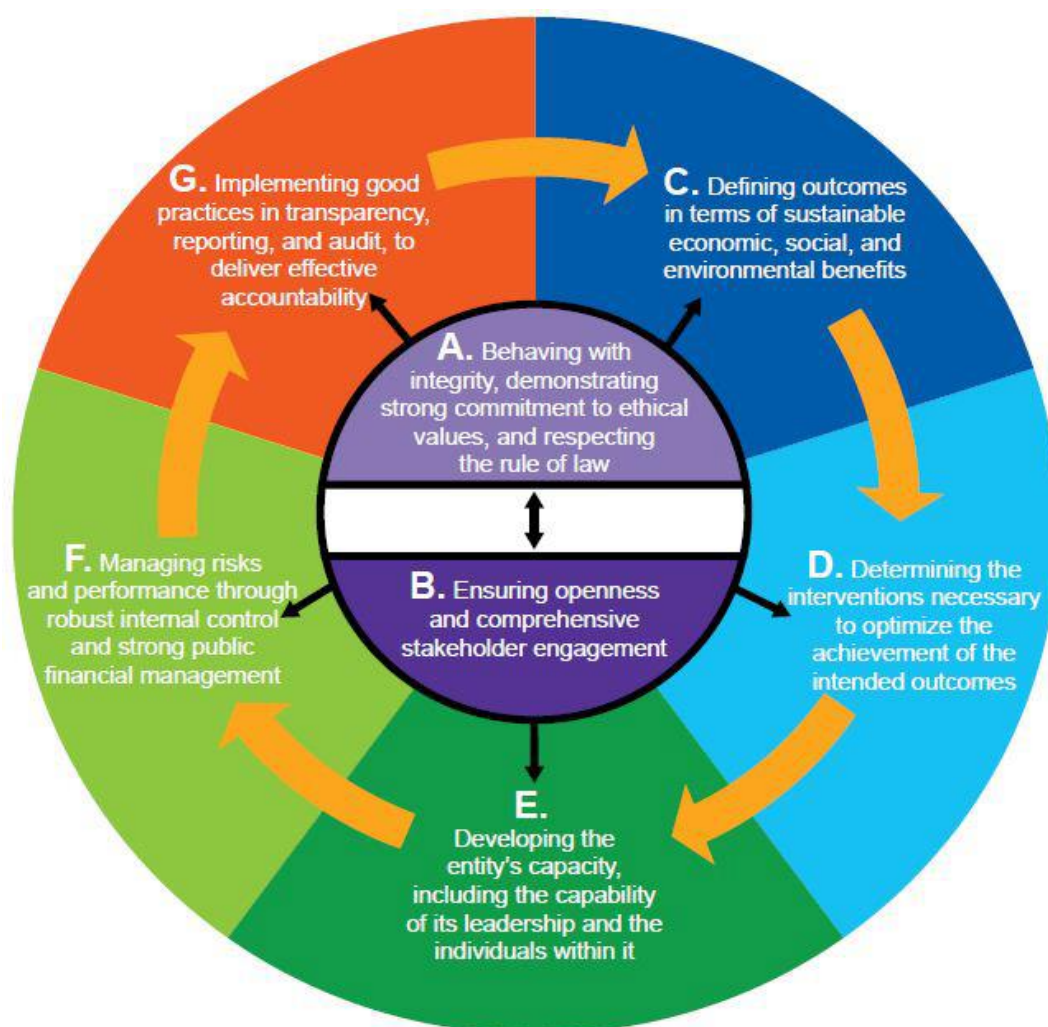 A. Behaving with
integrity, demonstrating
strong commitment to ethical
values, and respecting
the rule of law
B. Ensuring openness
and comprehensive
stakeholder engagement
C. Defining outcomes
in terms of sustainable
economic, social, and
environmental benefits
D. Determining the
interventions necessary
to optimize the
achievement of the
intended outcomes
E.
Developing the
entity's capacity,
including the capability
of its leadership and the
individuals within it
F. Managing risks
and performance through
robust internal control
and strong public
financial management
G. Implementing good
practices in transparency,
reporting, and audit, to
deliver effective
accountability